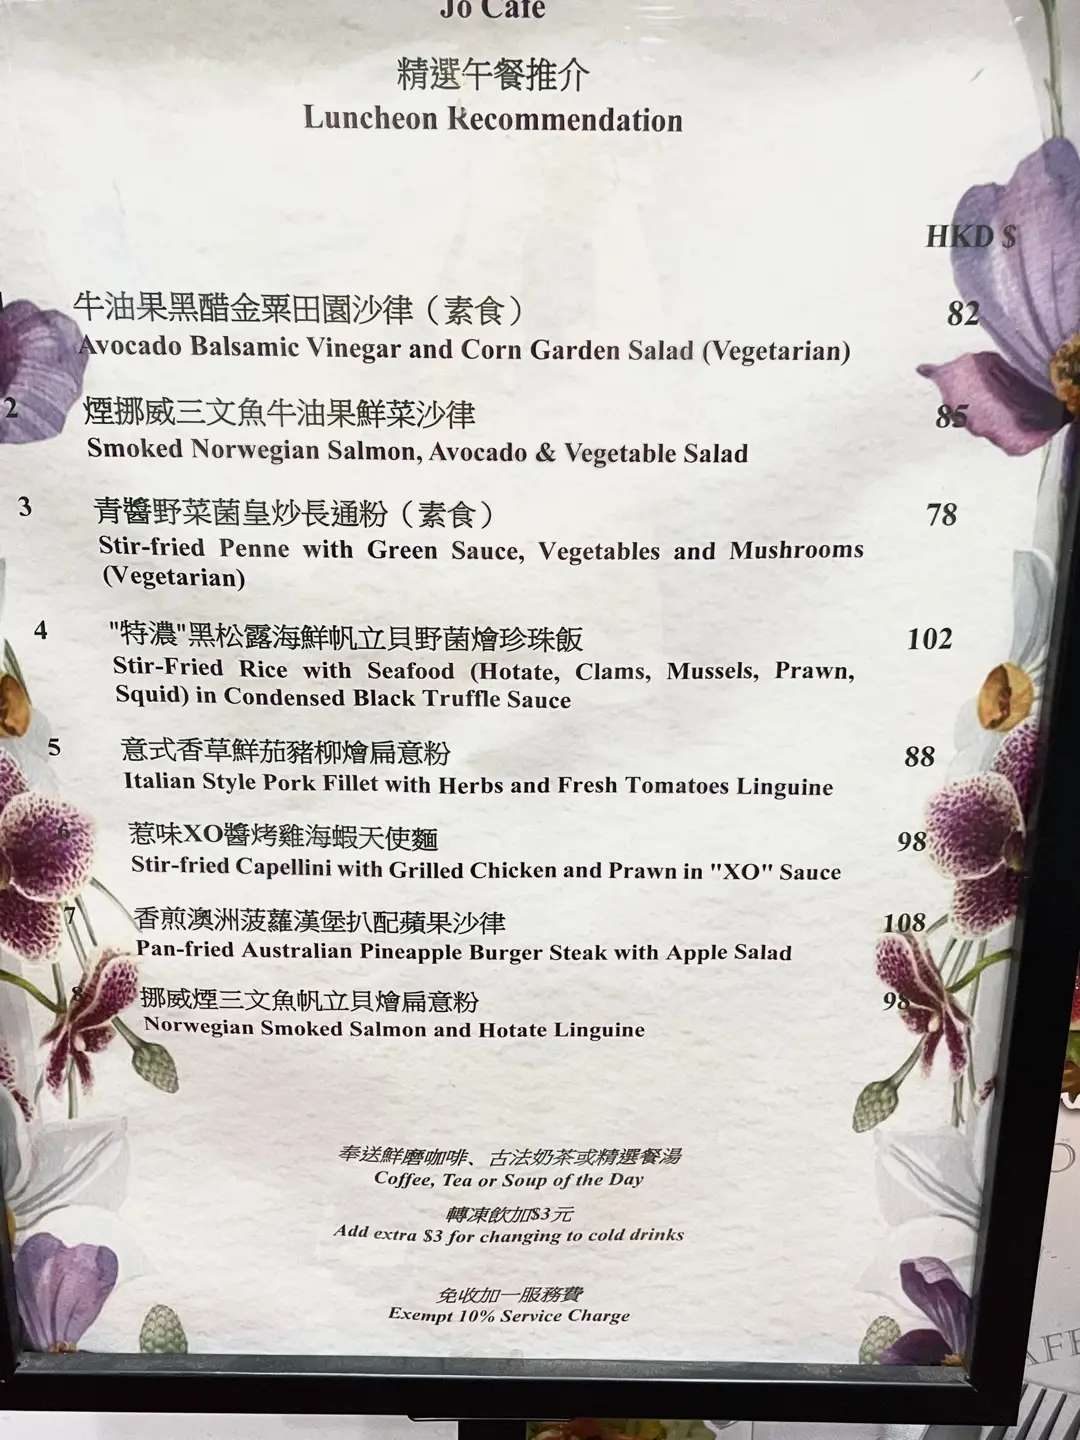 Jo Cafe
精選午餐推介
Luncheon Recommendation
HKD $
牛油果黑醋金粟田園沙律（素食） 82
Avocado Balsamic Vinegar and Corn Garden Salad (Vegetarian)
2 煙挪威三文魚牛油果鮮菜沙律 85
Smoked Norwegian Salmon, Avocado & Vegetable Salad
3 青醬野菜菌皇炒長通粉（素食） 78
Stir-fried Penne with Green Sauce, Vegetables and Mushrooms
(Vegetarian)
4 "特濃"黑松露海鮮帆立貝野菌燴珍珠飯 102
Stir-Fried Rice with Seafood (Hotate, Clams, Mussels, Prawn,
Squid) in Condensed Black Truffle Sauce
5 意式香草鮮茄豬柳燴扁意粉 88
Italian Style Pork Fillet with Herbs and Fresh Tomatoes Linguine
6 惹味XO醬烤雞海蝦天使麵 98
Stir-fried Capellini with Grilled Chicken and Prawn in "XO" Sauce
7 香煎澳洲菠蘿漢堡扒配蘋果沙律 108
Pan-fried Australian Pineapple Burger Steak with Apple Salad
8 挪威煙三文魚帆立貝燴扁意粉 98
Norwegian Smoked Salmon and Hotate Linguine
奉送鮮磨咖啡、古法奶茶或精選餐湯
Coffee, Tea or Soup of the Day
轉凍飲加$3元
Add extra $3 for changing to cold drinks
免收加一服務費
Exempt 10% Service Charge